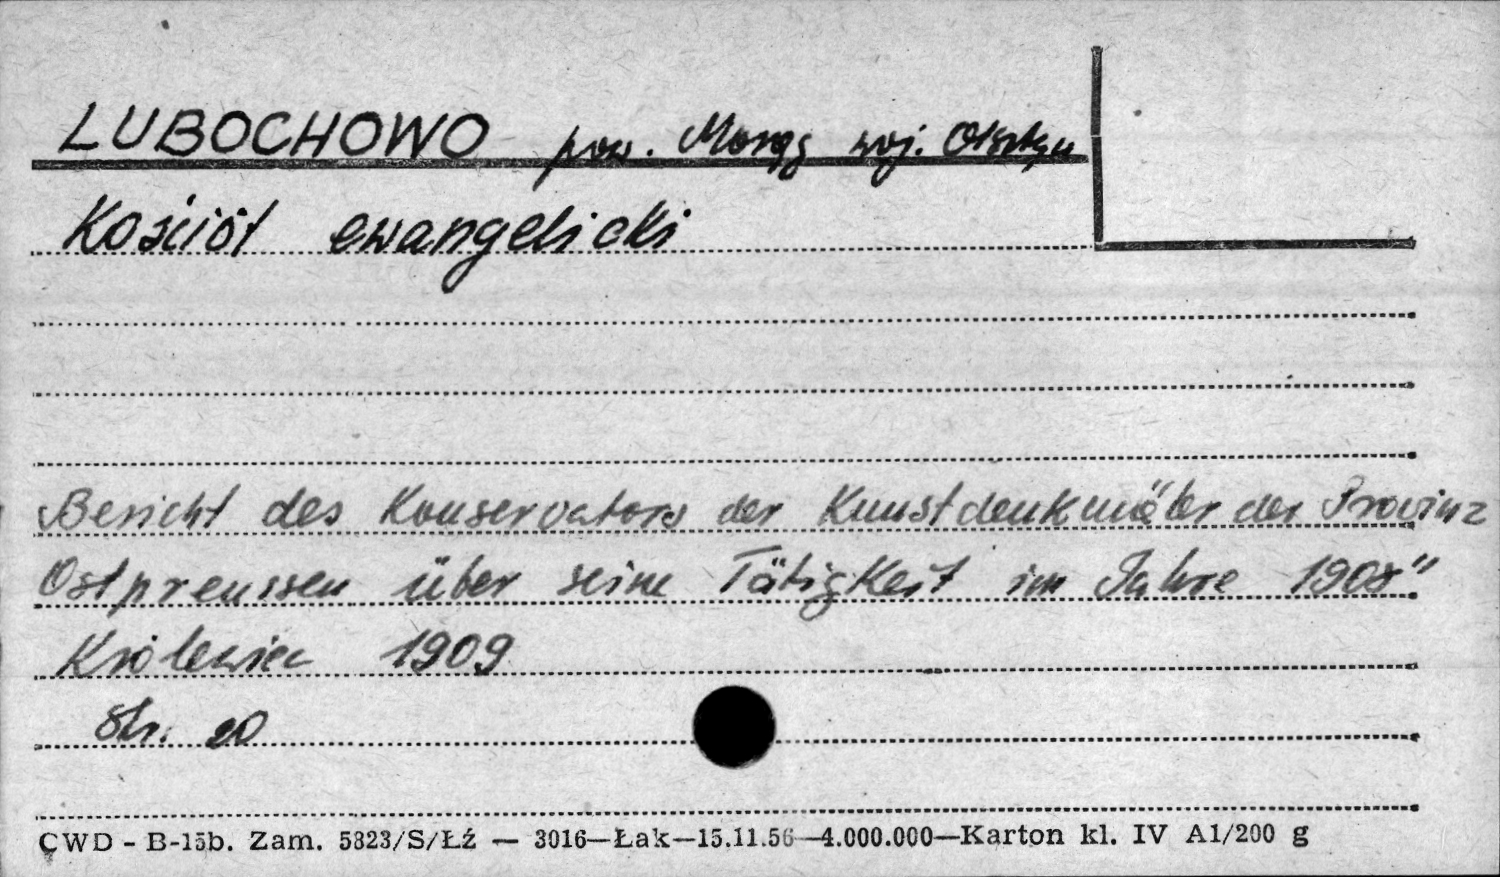 LUBOCHOWO pow. Morąg woj. Olsztyn
Kościół ewangelicki
Bericht des Konservators der Kunstdenkmäler der Provinz
Ostpreussen über seine Tätigkeit im Jahre 1908"
Królewiec 1909
Str. 20
CWD - B-15b. Zam. 5823/S/Łź — 3016—Łak—15.11.56—4.000.000—Karton kl. IV A1/200 g